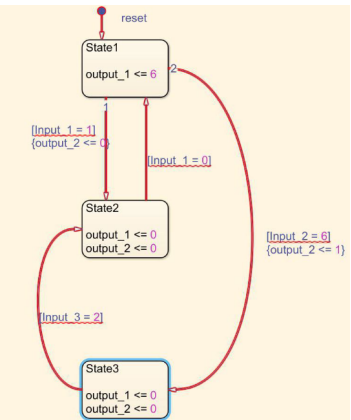 reset
State1
output_1 <= 6
2
1
[Input_1 = 1]
{output_2 <= 0}
[Input_1 = 0]
State2
output_1 <= 0
output_2 <= 0
[Input_2 = 6]
{output_2 <= 1}
[Input_3 = 2]
State3
output_1 <= 0
output_2 <= 0